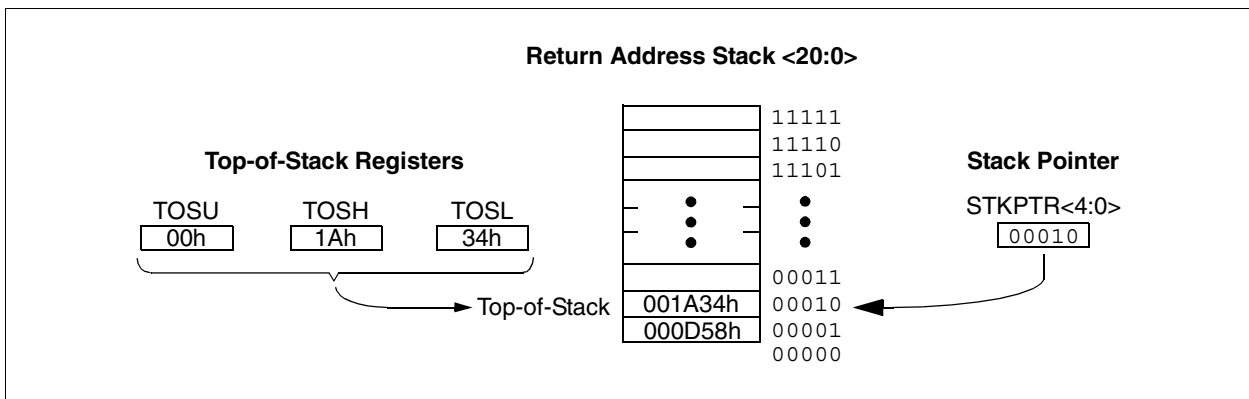 Return Address Stack <20:0>
11111
11110
Top-of-Stack Registers
11101
Stack Pointer
TOSU TOSH TOSL
STKPTR<4:0>
00h 1Ah 34h
00010
00011
Top-of-Stack 001A34h 00010
000D58h 00001
00000